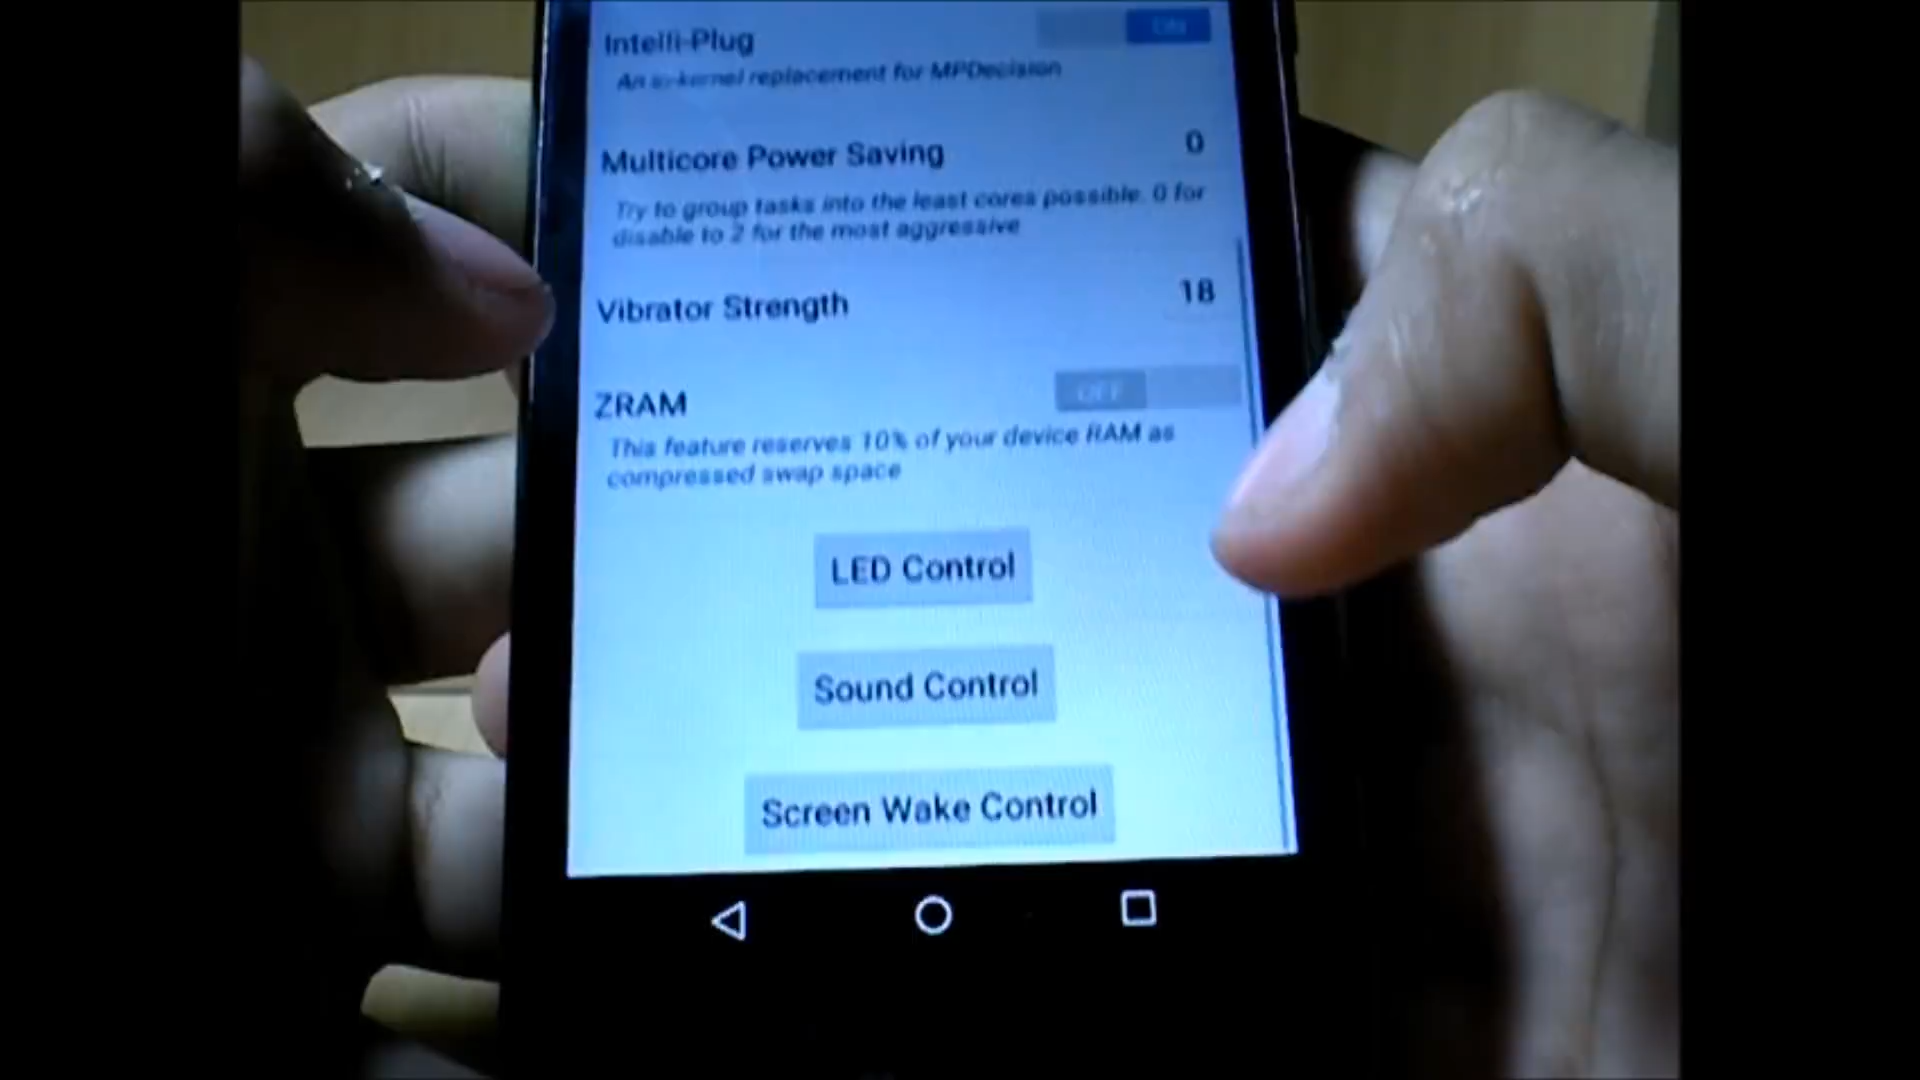 Intelli-Plug
ON
An in-kernel replacement for MPDecision
Multicore Power Saving
0
Try to group tasks into the least cores possible. 0 for
disable to 2 for the most aggressive
Vibrator Strength
18
ZRAM
OFF
This feature reserves 10% of your device RAM as
compressed swap space
LED Control
Sound Control
Screen Wake Control